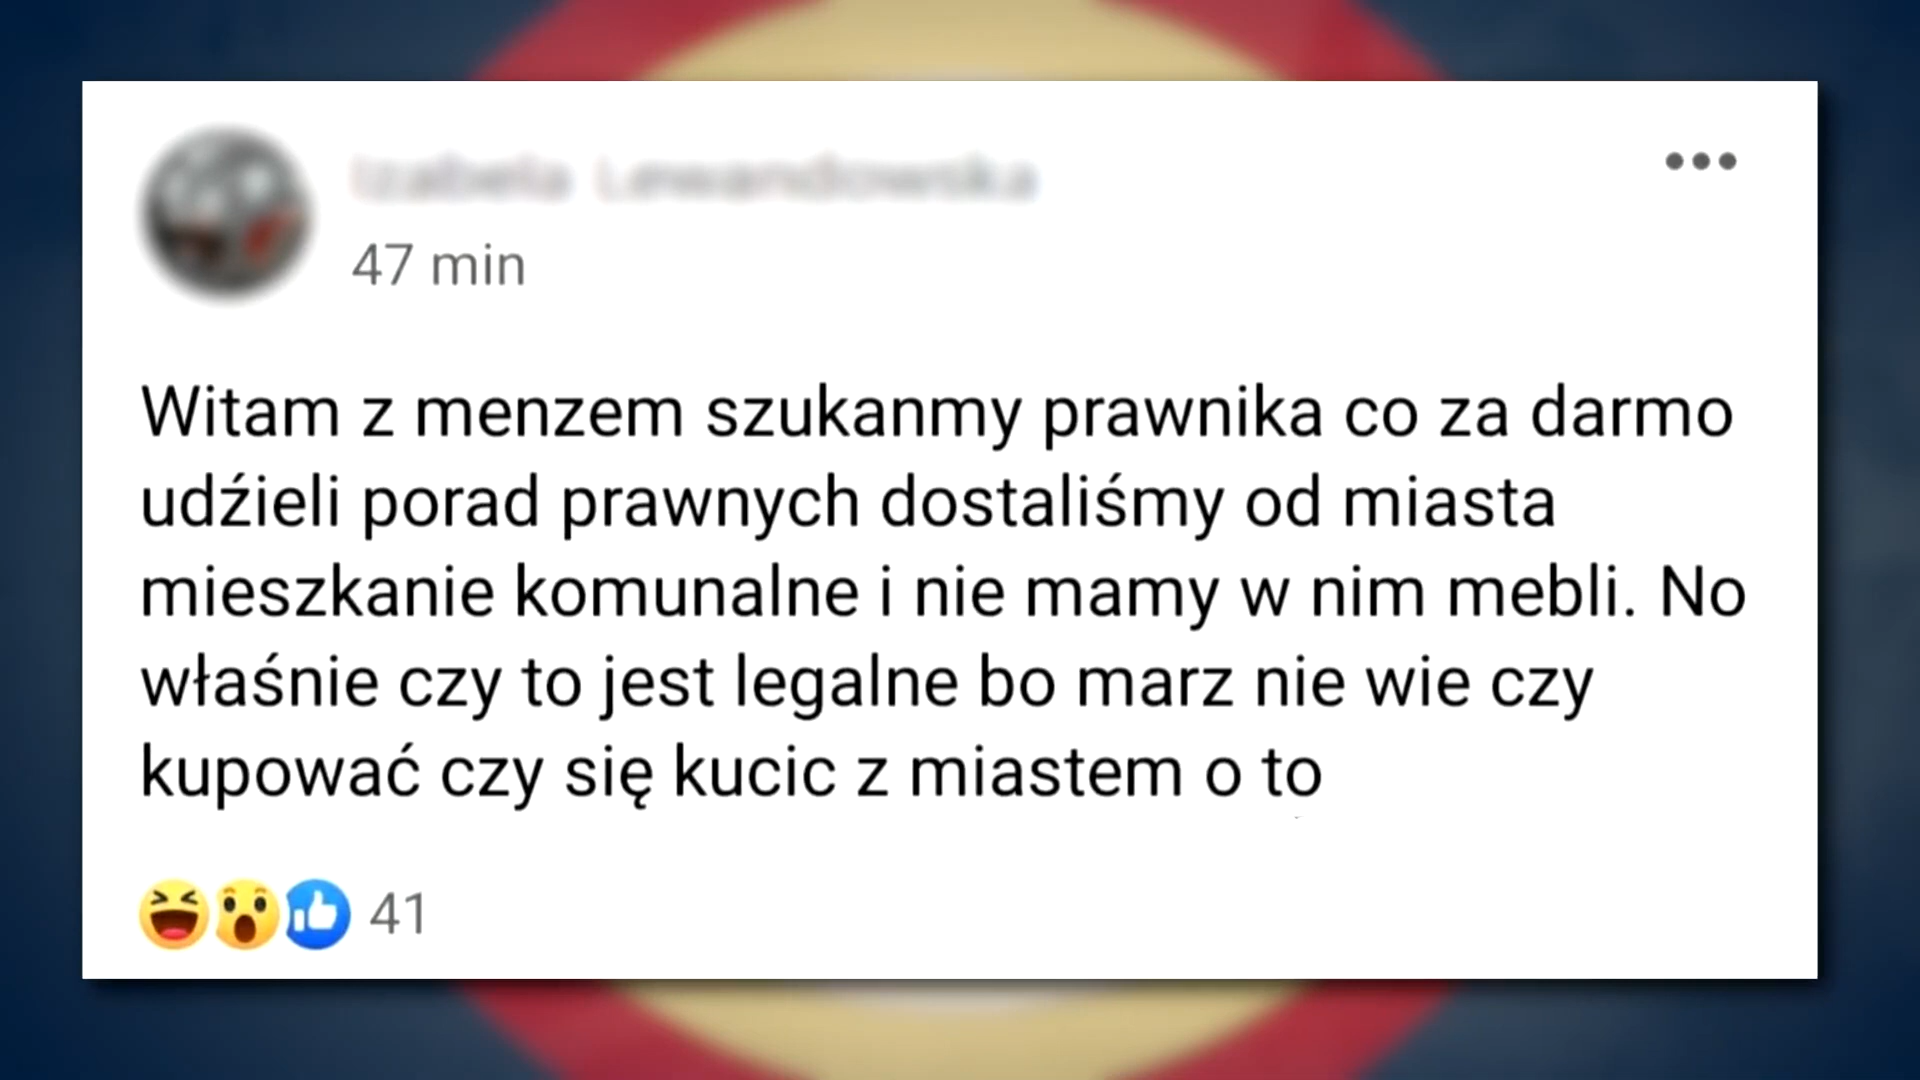 47 min
Witam z menzem szukanmy prawnika co za darmo
udźieli porad prawnych dostaliśmy od miasta
mieszkanie komunalne i nie mamy w nim mebli. No
właśnie czy to jest legalne bo marz nie wie czy
kupować czy się kucic z miastem o to
41